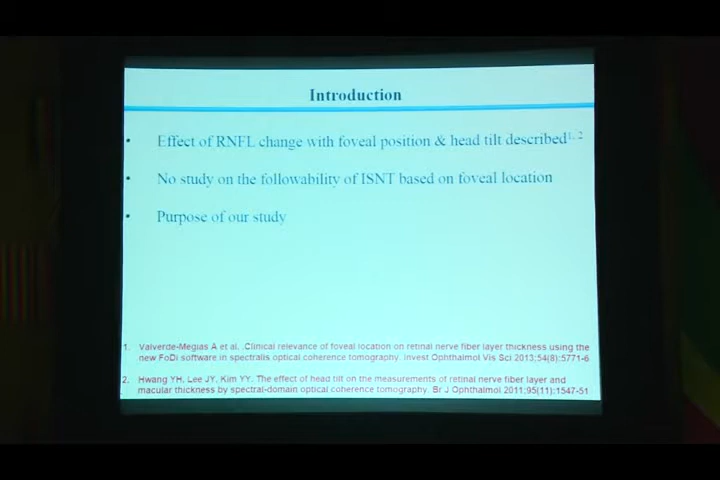 Introduction
• Effect of RNFL change with foveal position & head tilt described1, 2
• No study on the followability of ISNT based on foveal location
• Purpose of our study
1. Valverde-Megias A et al. .Clinical relevance of foveal location on retinal nerve fiber layer thickness using the
new FoDi software in spectralis optical coherence tomography. Invest Ophthalmol Vis Sci 2013;54(8):5771-6
2. Hwang YH, Lee JY, Kim YY. The effect of head tilt on the measurements of retinal nerve fiber layer and
macular thickness by spectral-domain optical coherence tomography. Br J Ophthalmol 2011;95(11):1547-51